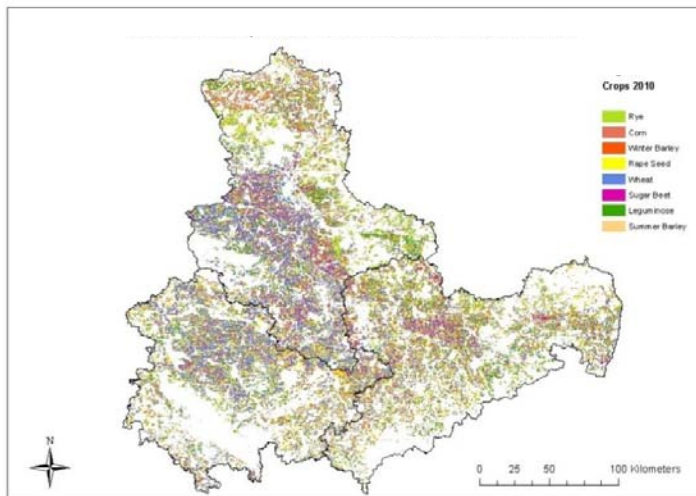 Crops 2010
Rye
Corn
Winter Barley
Rape Seed
Wheat
Sugar Beet
Leguminose
Summer Barley
N
0 25 50 100 Kilometers